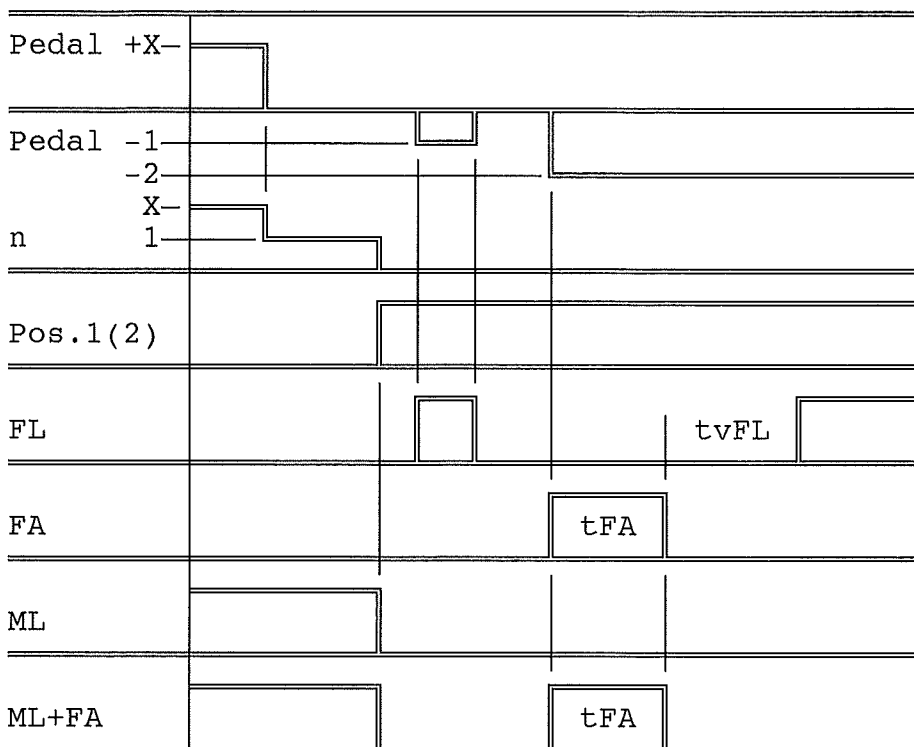 Pedal +X
Pedal -1
-2
X
n 1
Pos.1(2)
FL tvFL
FA tFA
ML
ML+FA tFA